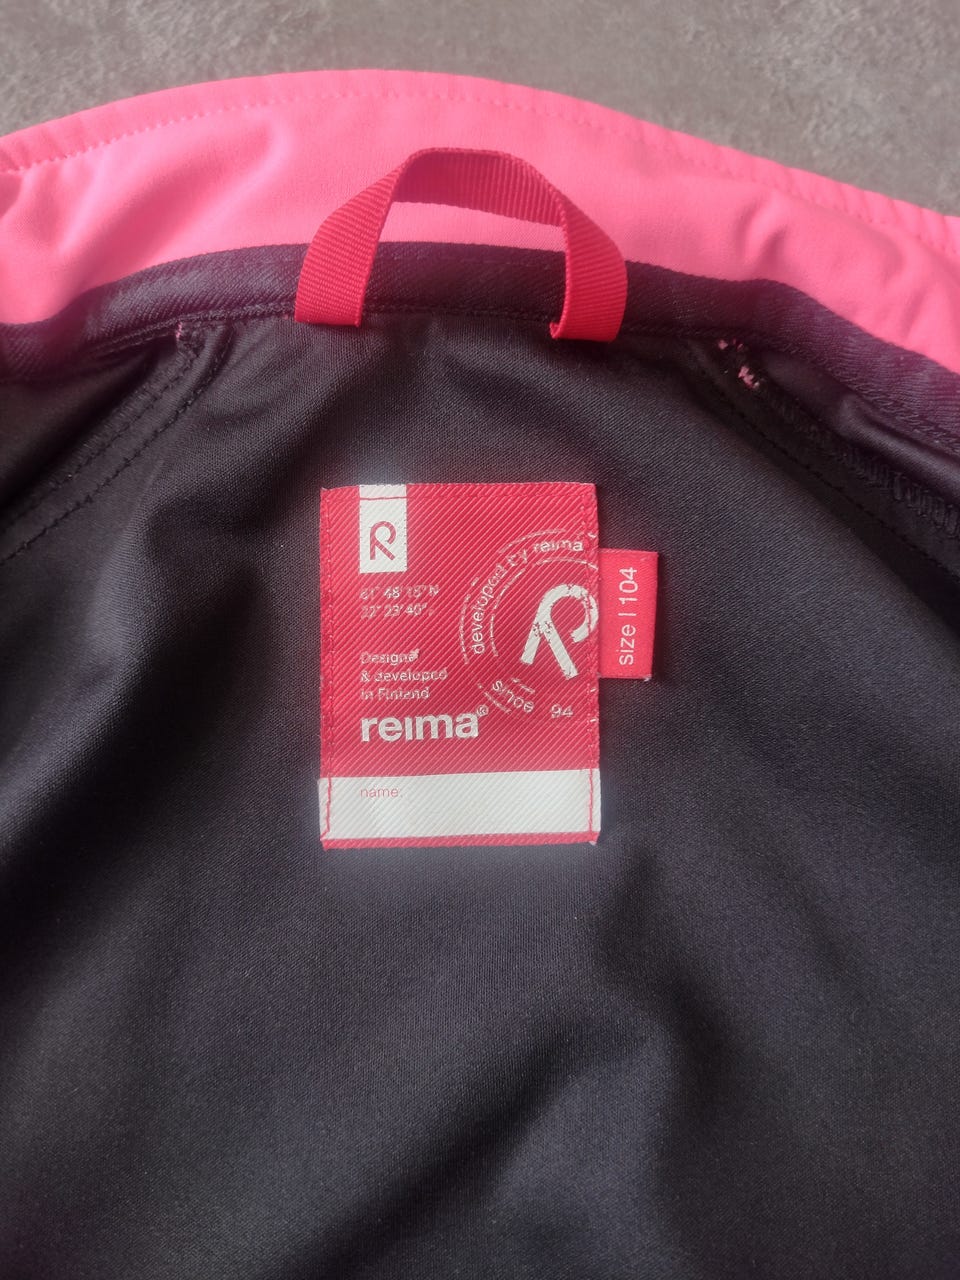 R
61° 48'15"N
22° 23'40"
Designed
& developed
in Finland
reima®
developed by reima
R
since 94
size | 104
name: